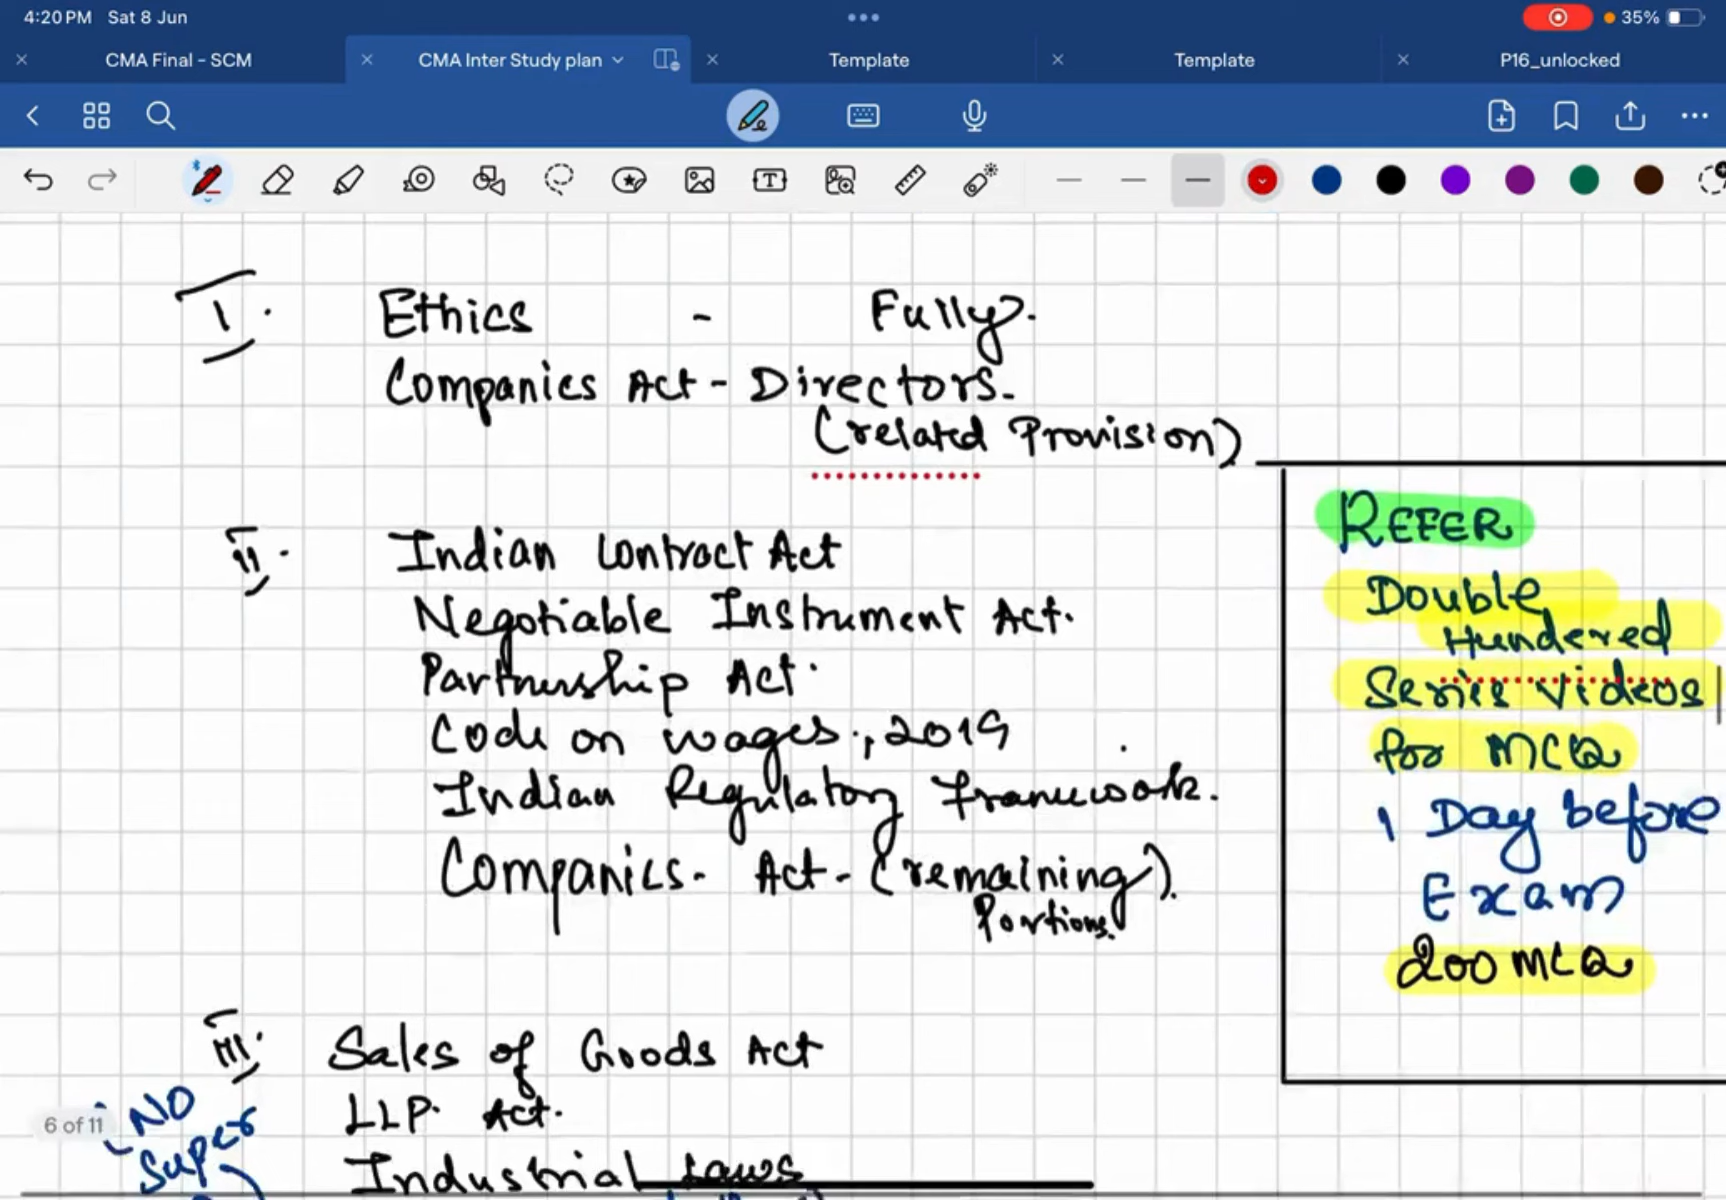 4:20 PM Sat 8 Jun
35%
CMA Final - SCM
CMA Inter Study plan
Template
Template
P16_unlocked
I. Ethics - Fully.
Companies Act - Directors.
(related Provision)
II. Indian Contract Act
Negotiable Instrument Act.
Partnership Act.
Code on wages, 2019
Indian Regulatory framework.
Companies. Act - (remaining)
Portions.
III. Sales of Goods Act
LLP. Act.
Industrial Laws
NO
Super
REFER
Double
Hundered
Series Videos
for MCQ
1 Day before
Exam
200 MCQ
6 of 11